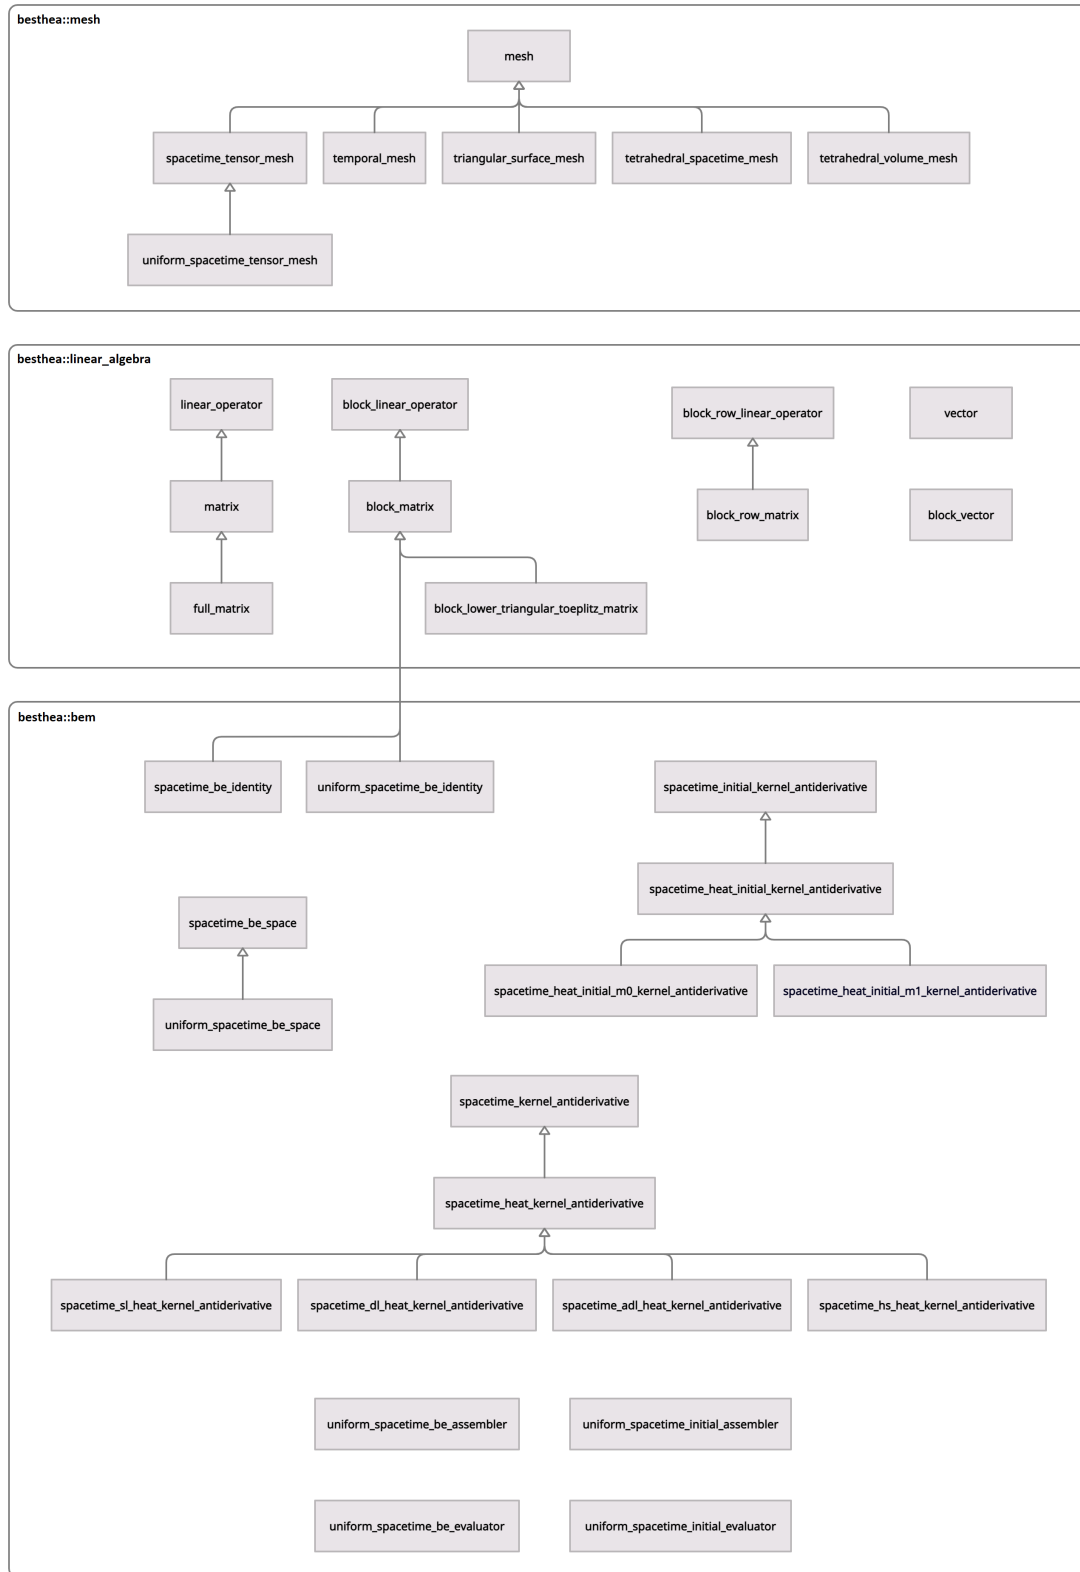 besthea::mesh
mesh
spacetime_tensor_mesh
temporal_mesh
triangular_surface_mesh
tetrahedral_spacetime_mesh
tetrahedral_volume_mesh
uniform_spacetime_tensor_mesh
besthea::linear_algebra
linear_operator
block_linear_operator
block_row_linear_operator
vector
matrix
block_matrix
block_row_matrix
block_vector
full_matrix
block_lower_triangular_toeplitz_matrix
besthea::bem
spacetime_be_identity
uniform_spacetime_be_identity
spacetime_initial_kernel_antiderivative
spacetime_heat_initial_kernel_antiderivative
spacetime_be_space
spacetime_heat_initial_m0_kernel_antiderivative
spacetime_heat_initial_m1_kernel_antiderivative
uniform_spacetime_be_space
spacetime_kernel_antiderivative
spacetime_heat_kernel_antiderivative
spacetime_sl_heat_kernel_antiderivative
spacetime_dl_heat_kernel_antiderivative
spacetime_adl_heat_kernel_antiderivative
spacetime_hs_heat_kernel_antiderivative
uniform_spacetime_be_assembler
uniform_spacetime_initial_assembler
uniform_spacetime_be_evaluator
uniform_spacetime_initial_evaluator